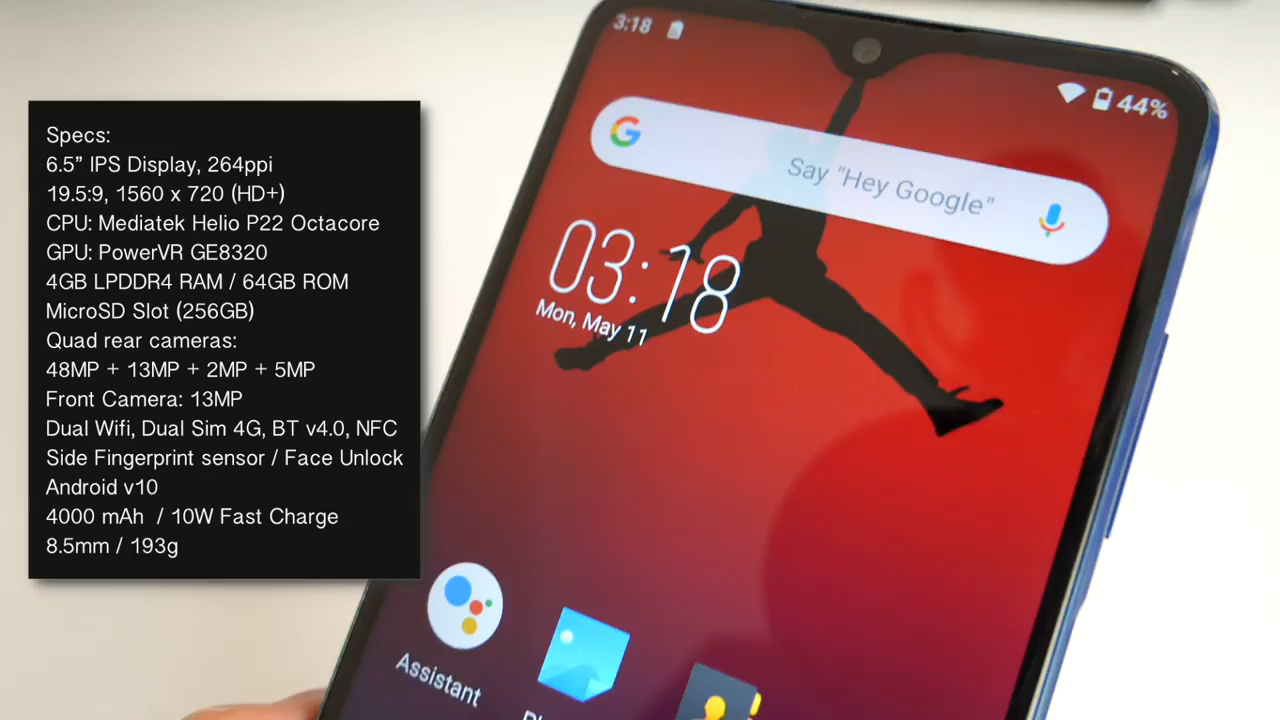 Specs:
6.5” IPS Display, 264ppi
19.5:9, 1560 x 720 (HD+)
CPU: Mediatek Helio P22 Octacore
GPU: PowerVR GE8320
4GB LPDDR4 RAM / 64GB ROM
MicroSD Slot (256GB)
Quad rear cameras:
48MP + 13MP + 2MP + 5MP
Front Camera: 13MP
Dual Wifi, Dual Sim 4G, BT v4.0, NFC
Side Fingerprint sensor / Face Unlock
Android v10
4000 mAh  / 10W Fast Charge
8.5mm / 193g
3:18
44%
G
Say "Hey Google"
03:18
Mon, May 11
Assistant